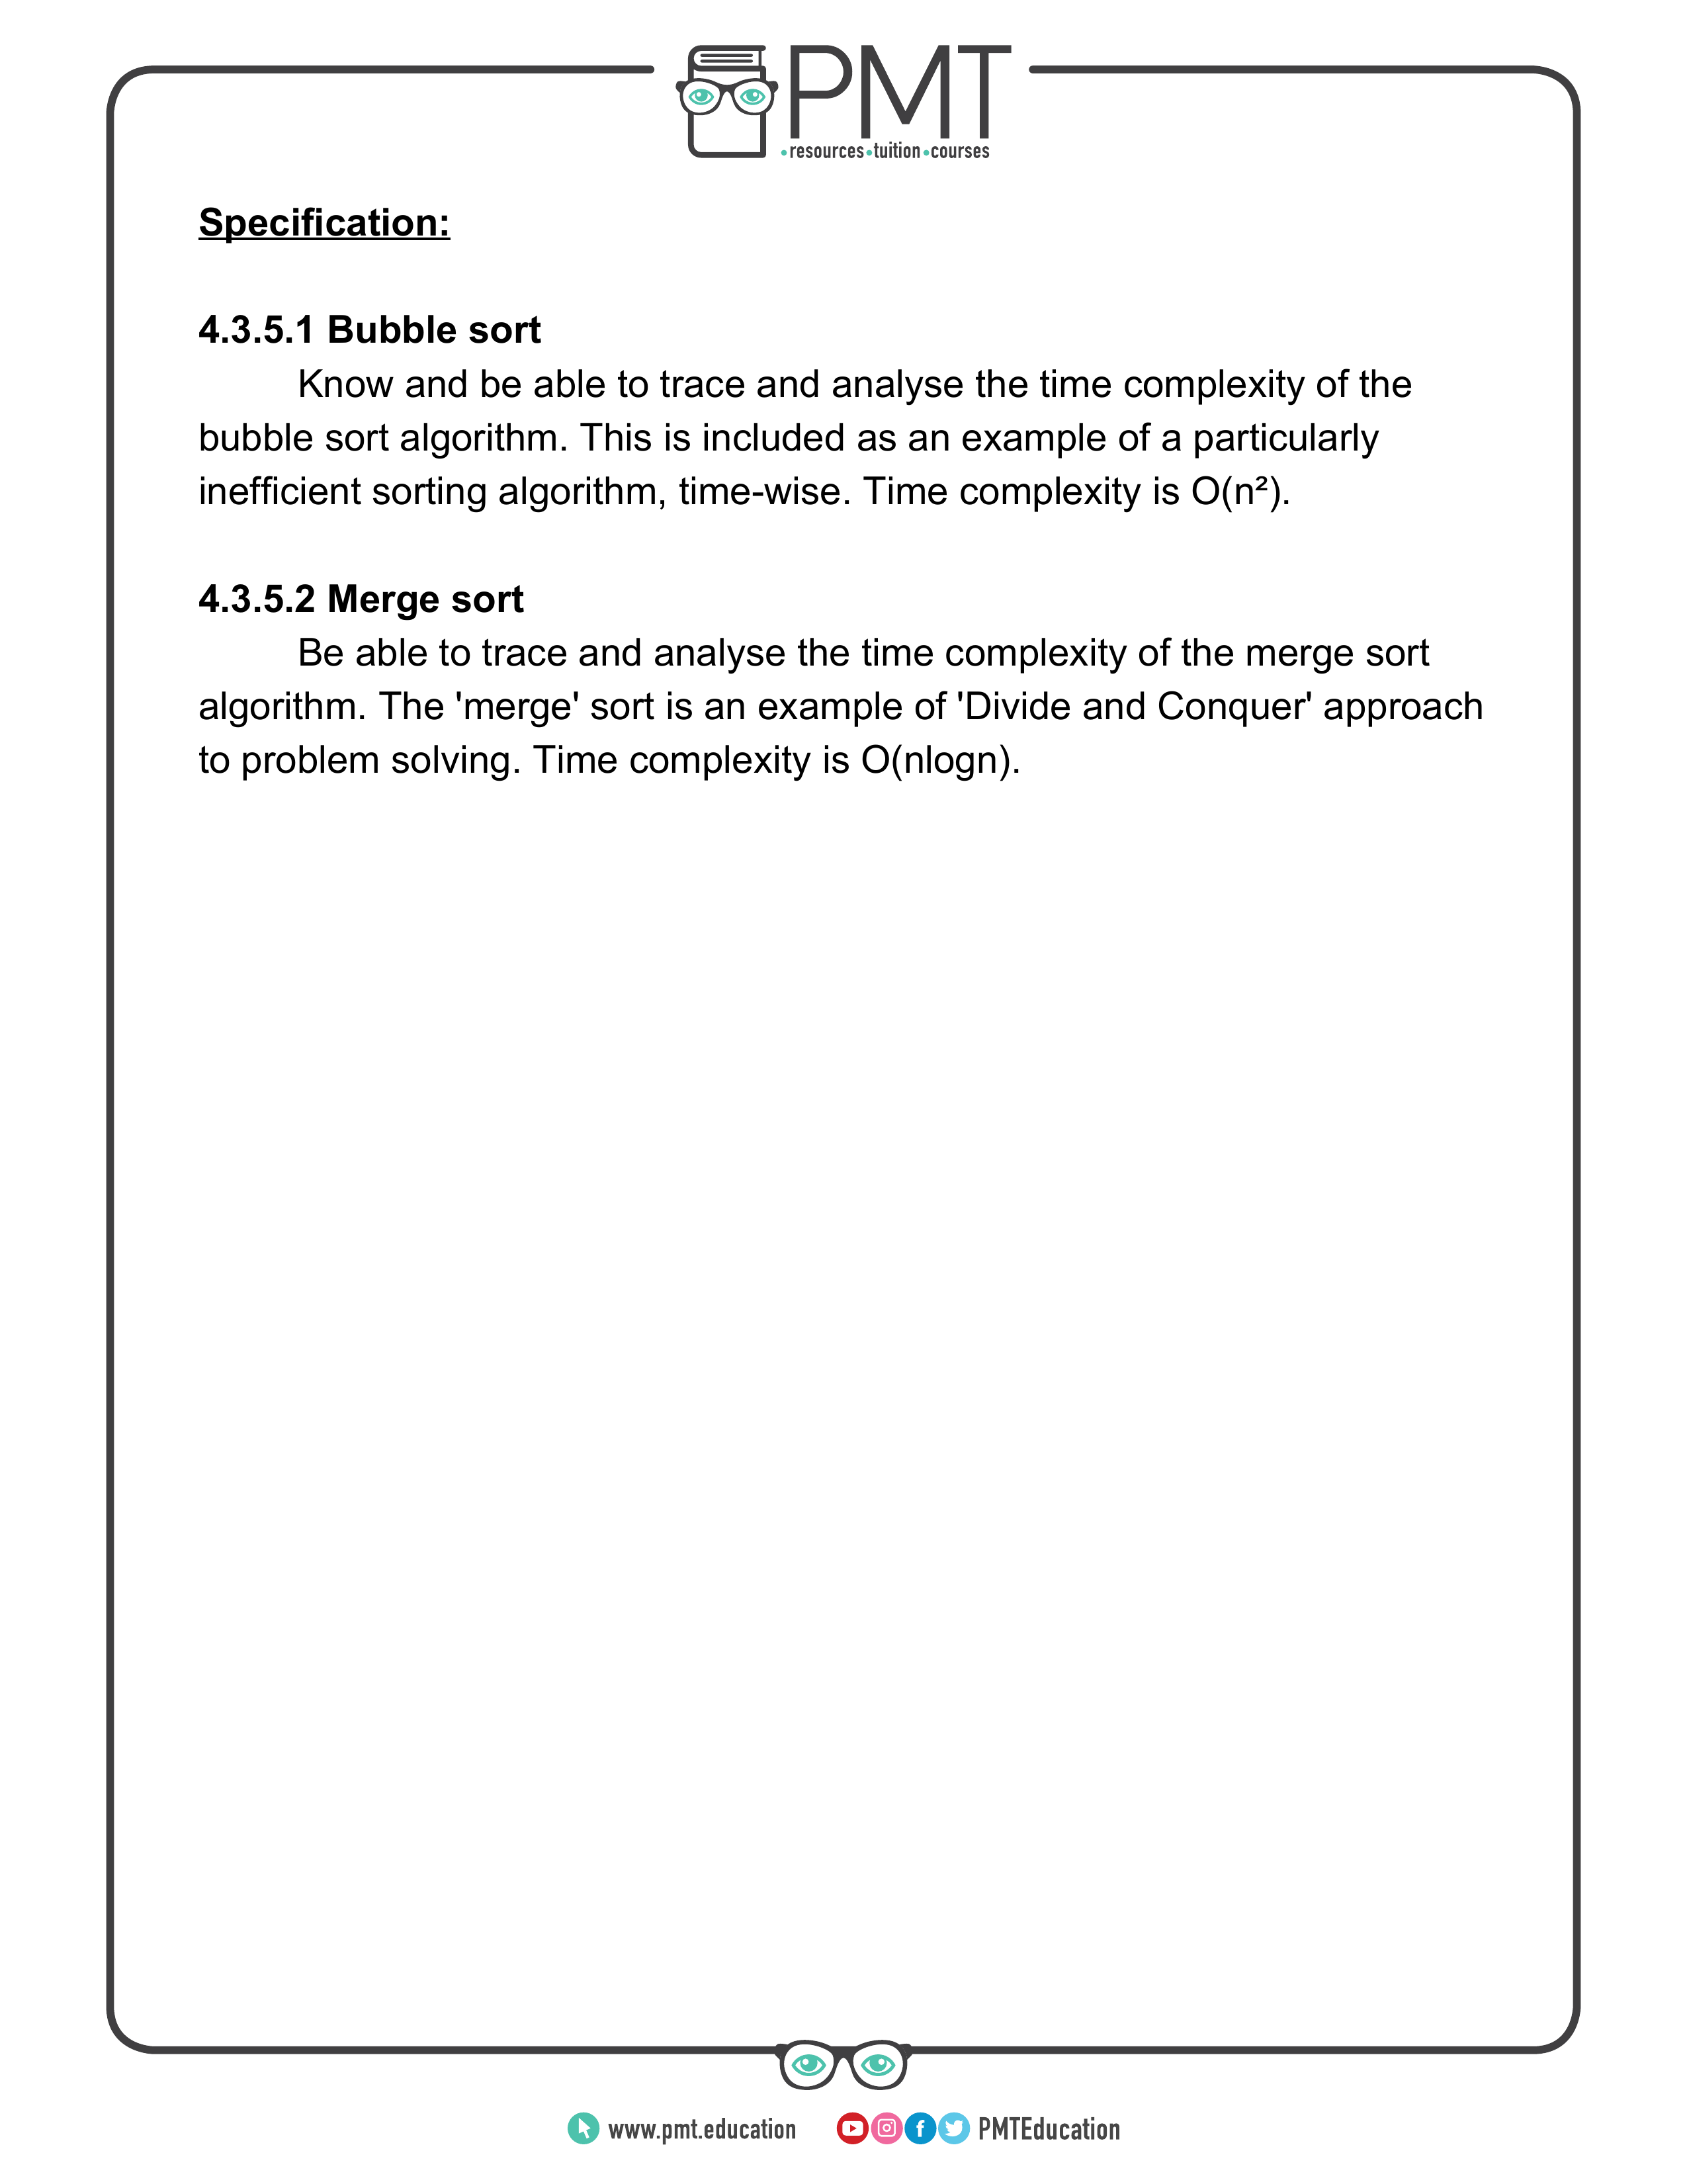 PMT
•resources•tuition•courses
Specification:
4.3.5.1 Bubble sort
Know and be able to trace and analyse the time complexity of the
bubble sort algorithm. This is included as an example of a particularly
inefficient sorting algorithm, time-wise. Time complexity is O(n²).
4.3.5.2 Merge sort
Be able to trace and analyse the time complexity of the merge sort
algorithm. The 'merge' sort is an example of 'Divide and Conquer' approach
to problem solving. Time complexity is O(nlogn).
www.pmt.education PMTEducation